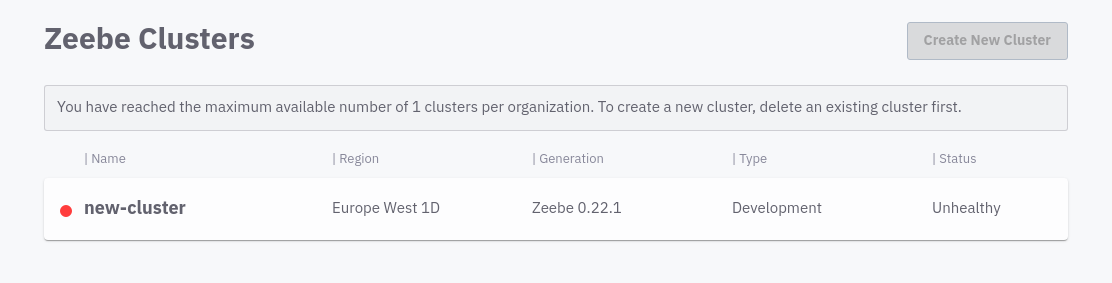 Zeebe Clusters
Create New Cluster
You have reached the maximum available number of 1 clusters per organization. To create a new cluster, delete an existing cluster first.
| Name | Region | Generation | Type | Status
new-cluster Europe West 1D Zeebe 0.22.1 Development Unhealthy